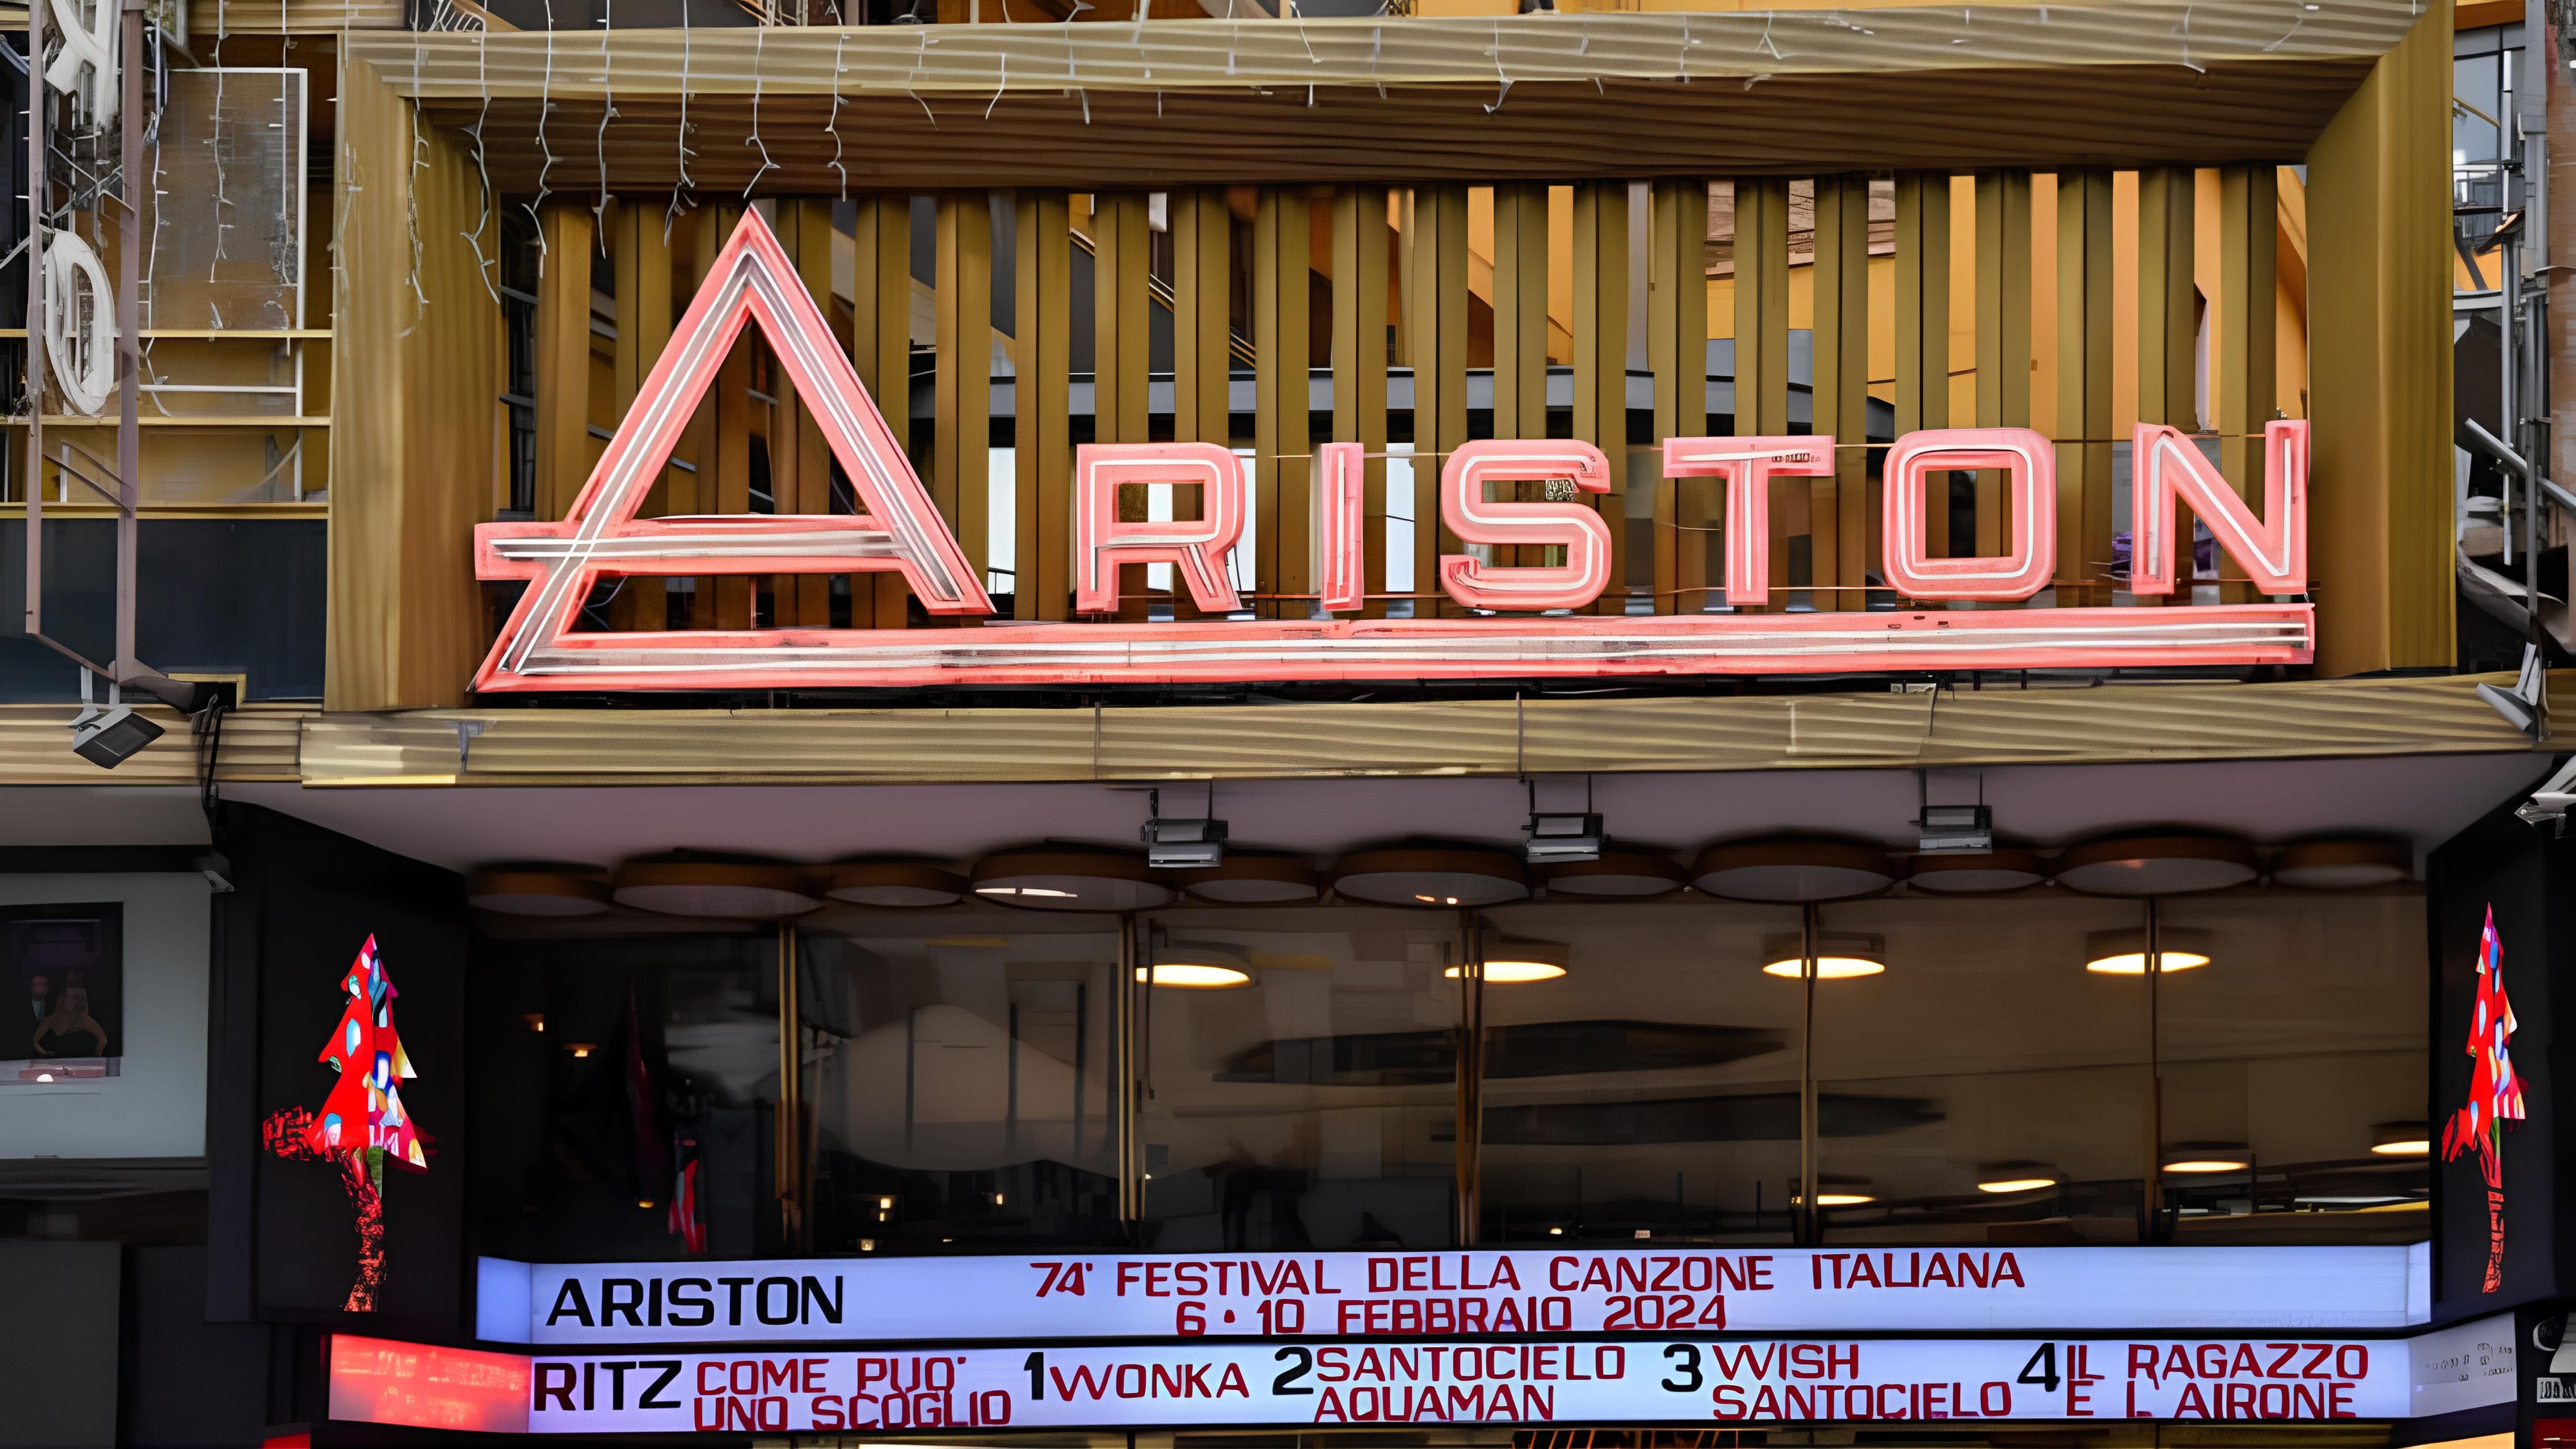 ARISTON
ARISTON
74° FESTIVAL DELLA CANZONE ITALIANA
6 • 10 FEBBRAIO 2024
RITZ
COME PUO'
UNO SCOGLIO
1 WONKA
2 SANTOCIELO
AQUAMAN
3 WISH
SANTOCIELO
4 IL RAGAZZO
E L'AIRONE